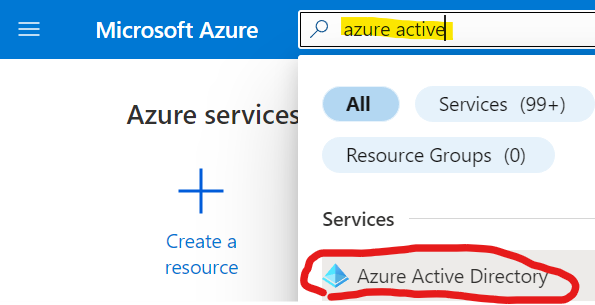 Microsoft Azure
azure active
Azure services
All
Services (99+)
Resource Groups (0)
Create a
resource
Services
Azure Active Directory